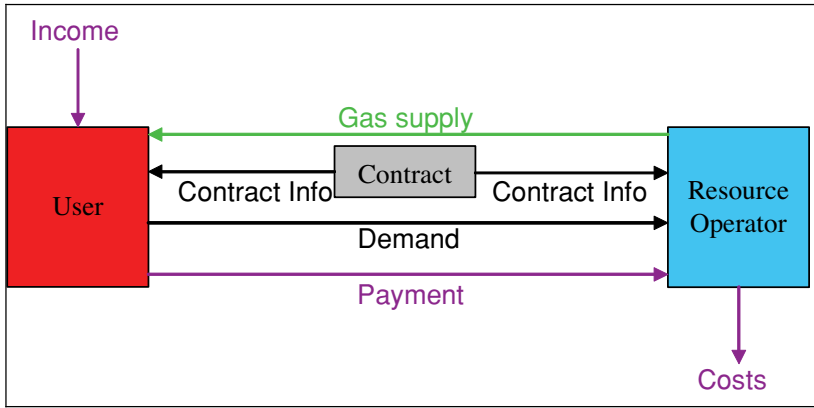 Income
Gas supply
Contract
Contract Info
Contract Info
User
Resource
Operator
Demand
Payment
Costs